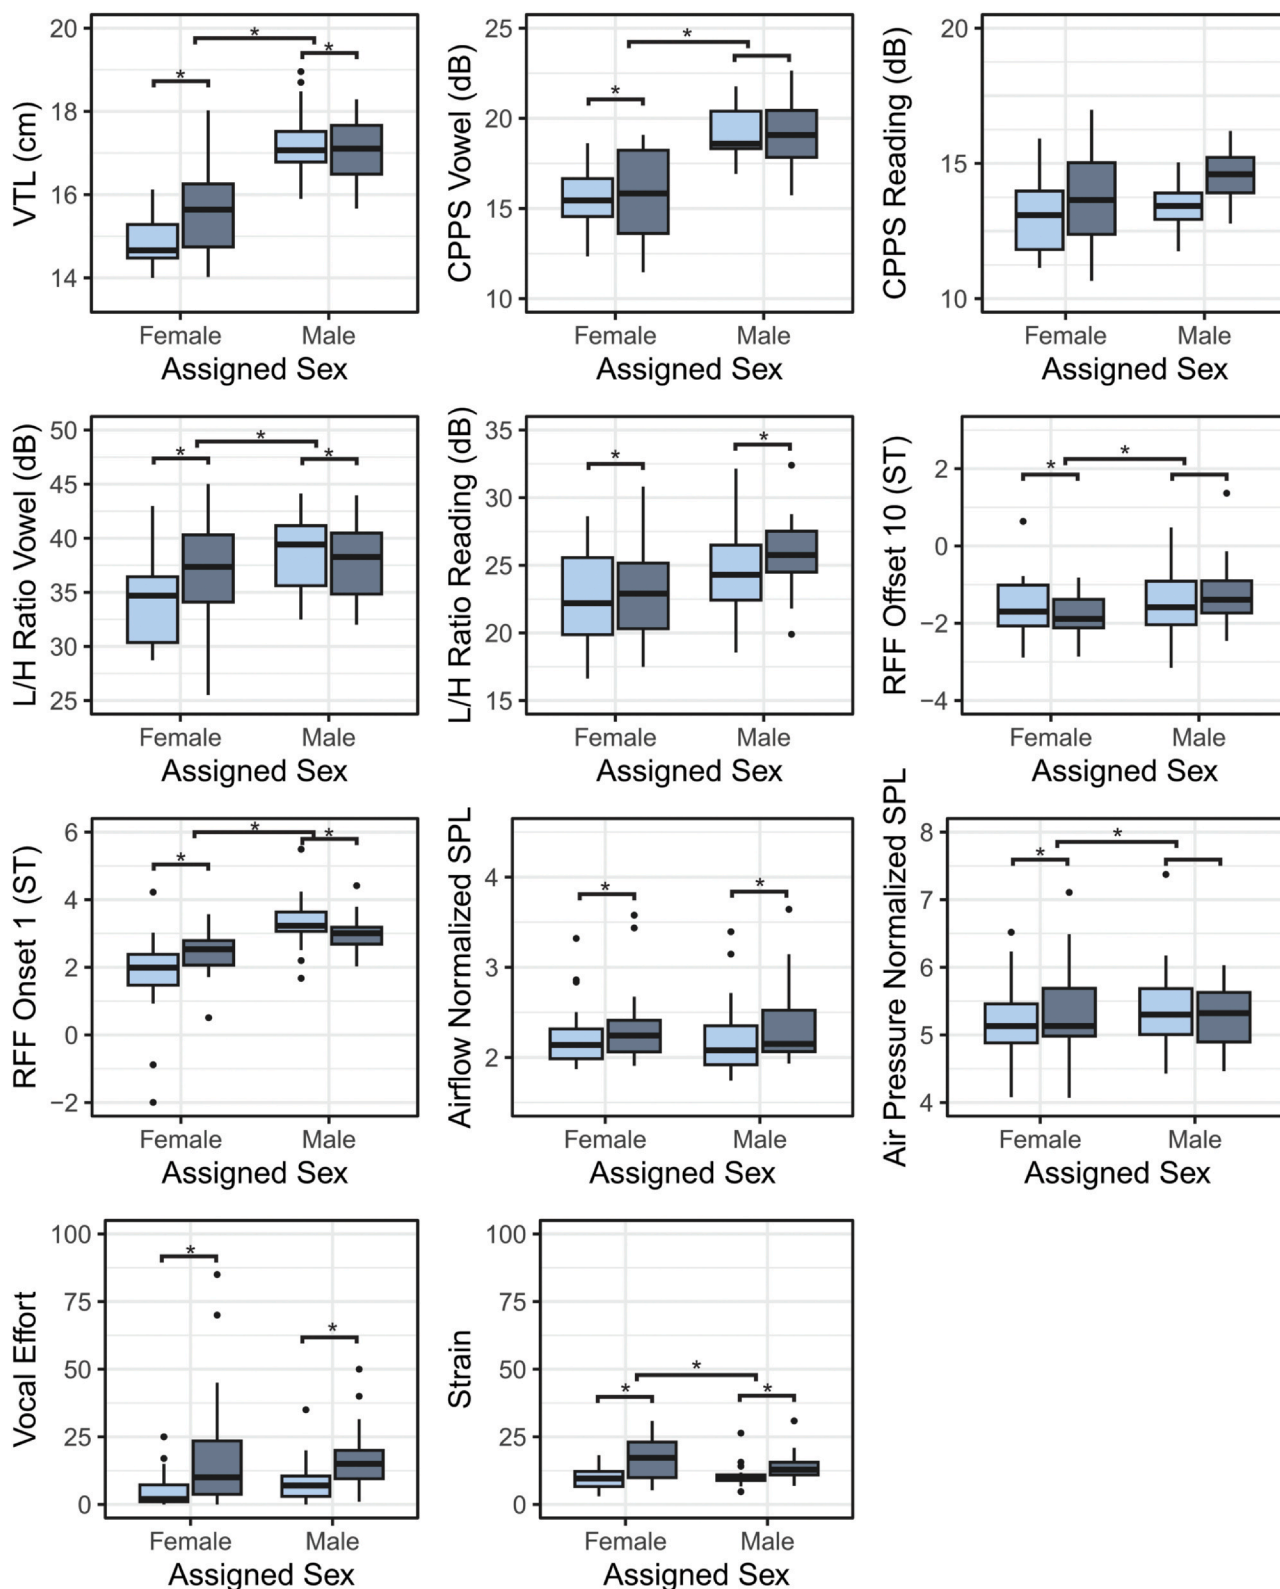 VTL (cm)
20
18
16
14
*
*
*
Female
Male
Assigned Sex
CPPS Vowel (dB)
25
20
15
10
*
*
Female
Male
Assigned Sex
CPPS Reading (dB)
20
15
10
Female
Male
Assigned Sex
L/H Ratio Vowel (dB)
50
45
40
35
30
25
*
*
*
Female
Male
Assigned Sex
L/H Ratio Reading (dB)
35
30
25
20
15
*
*
Female
Male
Assigned Sex
RFF Offset 10 (ST)
2
0
−2
−4
*
*
Female
Male
Assigned Sex
RFF Onset 1 (ST)
6
4
2
0
−2
*
*
*
Female
Male
Assigned Sex
Airflow Normalized SPL
4
3
2
*
*
Female
Male
Assigned Sex
Air Pressure Normalized SPL
8
7
6
5
4
*
*
Female
Male
Assigned Sex
Vocal Effort
100
75
50
25
0
*
*
Female
Male
Assigned Sex
Strain
100
75
50
25
0
*
*
*
Female
Male
Assigned Sex